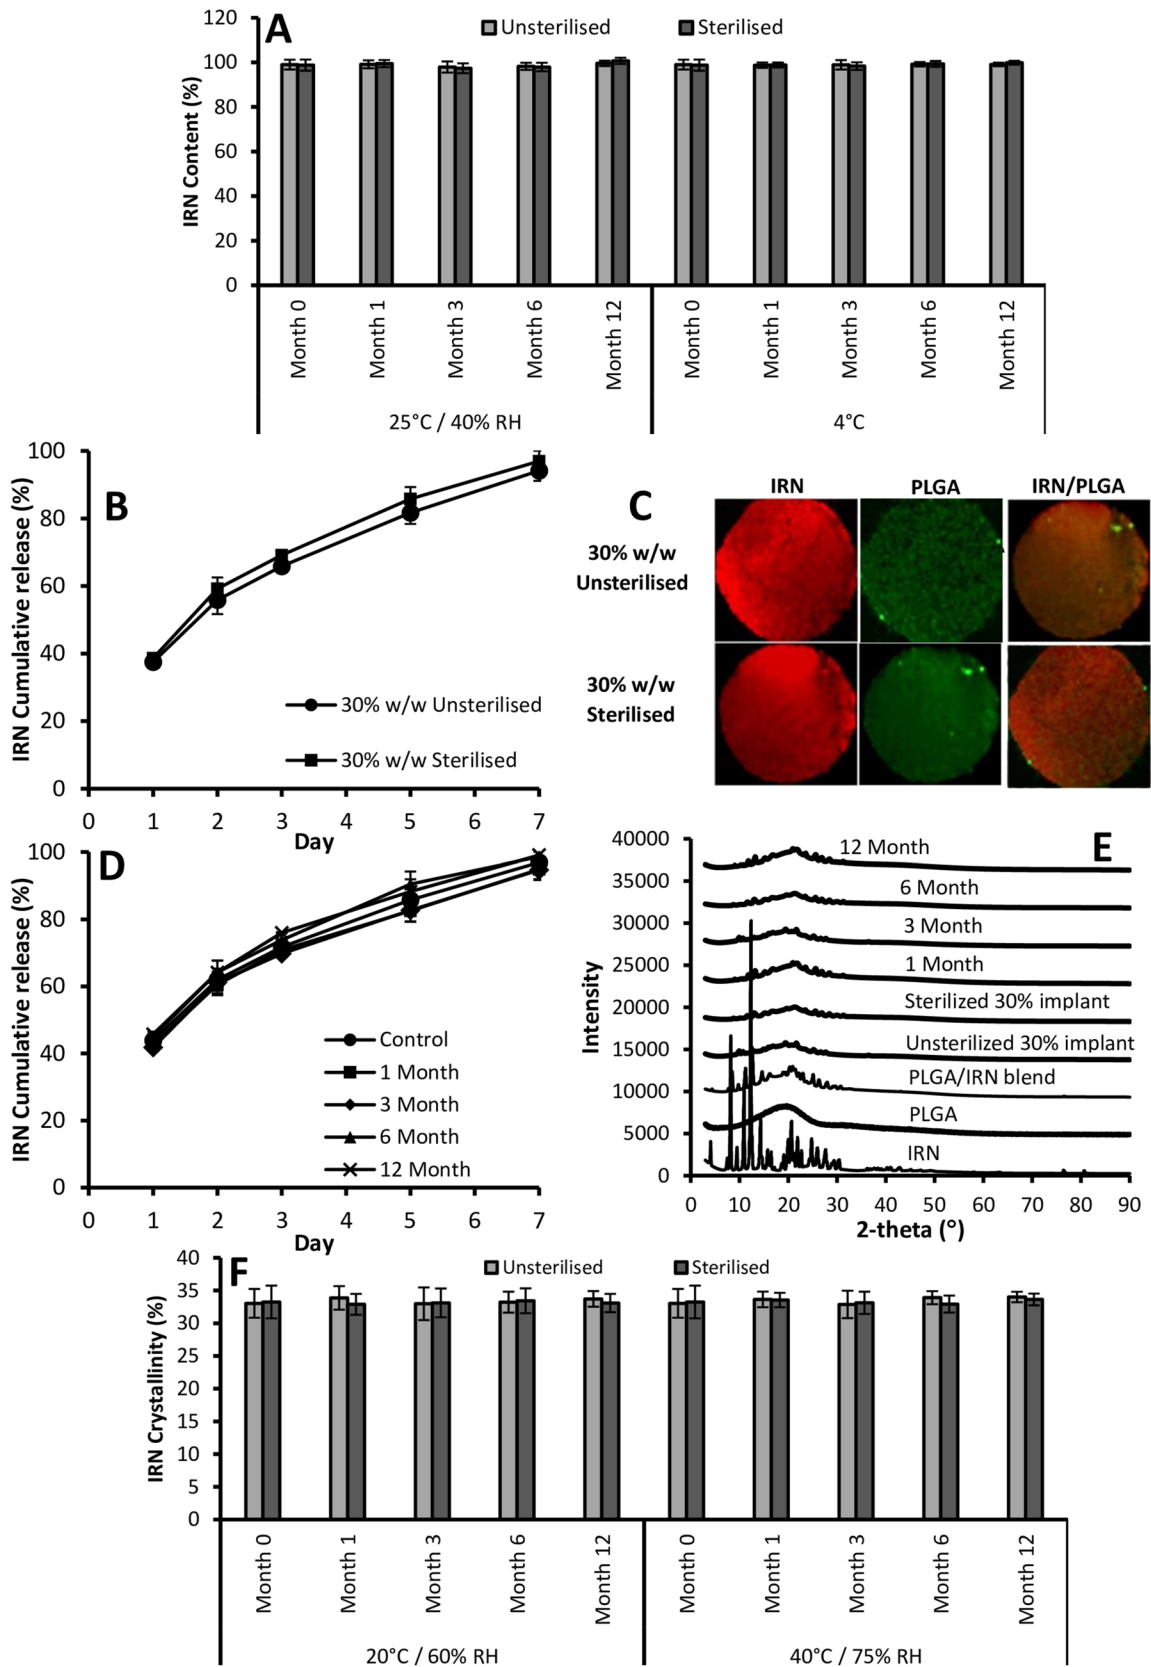 A
Unsterilised
Sterilised
IRN Content (%)
120
100
80
60
40
20
0
Month 0
Month 1
Month 3
Month 6
Month 12
Month 0
Month 1
Month 3
Month 6
Month 12
25°C / 40% RH
4°C
B
IRN Cumulative release (%)
100
80
60
40
20
0
30% w/w Unsterilised
30% w/w Sterilised
0 1 2 3 4 5 6 7
Day
C
IRN
PLGA
IRN/PLGA
30% w/w
Unsterilised
30% w/w
Sterilised
D
IRN Cumulative release (%)
100
80
60
40
20
0
Control
1 Month
3 Month
6 Month
12 Month
0 1 2 3 4 5 6 7
Day
E
Intensity
40000
35000
30000
25000
20000
15000
10000
5000
0
12 Month
6 Month
3 Month
1 Month
Sterilized 30% implant
Unsterilized 30% implant
PLGA/IRN blend
PLGA
IRN
0 10 20 30 40 50 60 70 80 90
2-theta (°)
F
Unsterilised
Sterilised
IRN Crystallinity (%)
40
35
30
25
20
15
10
5
0
Month 0
Month 1
Month 3
Month 6
Month 12
Month 0
Month 1
Month 3
Month 6
Month 12
20°C / 60% RH
40°C / 75% RH